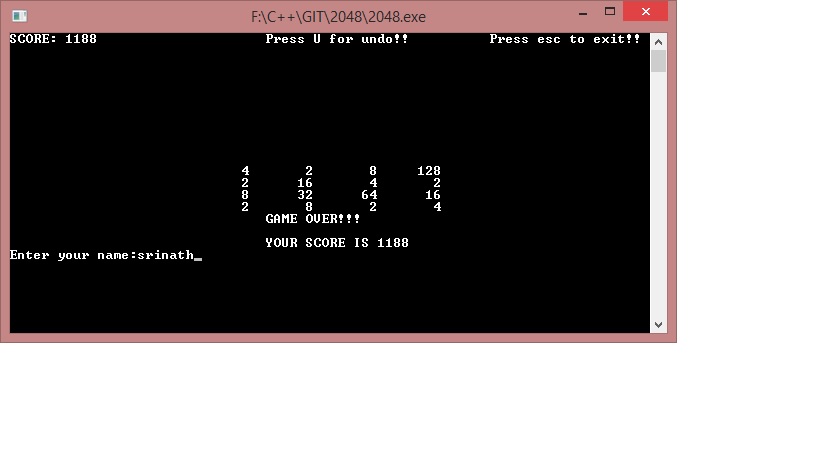 F:\C++\GIT\2048\2048.exe
SCORE: 1188 Press U for undo!! Press esc to exit!!
4 2 8 128
2 16 4 2
8 32 64 16
2 8 2 4
GAME OVER!!!
YOUR SCORE IS 1188
Enter your name:srinath_